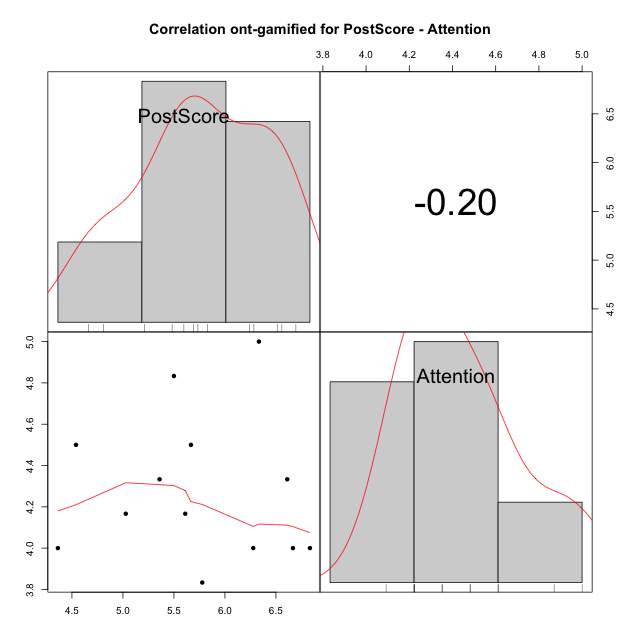 Correlation ont-gamified for PostScore - Attention
3.8 4.0 4.2 4.4 4.6 4.8 5.0
PostScore
-0.20
4.5 5.0 5.5 6.0 6.5
Attention
3.8 4.0 4.2 4.4 4.6 4.8 5.0
4.5 5.0 5.5 6.0 6.5